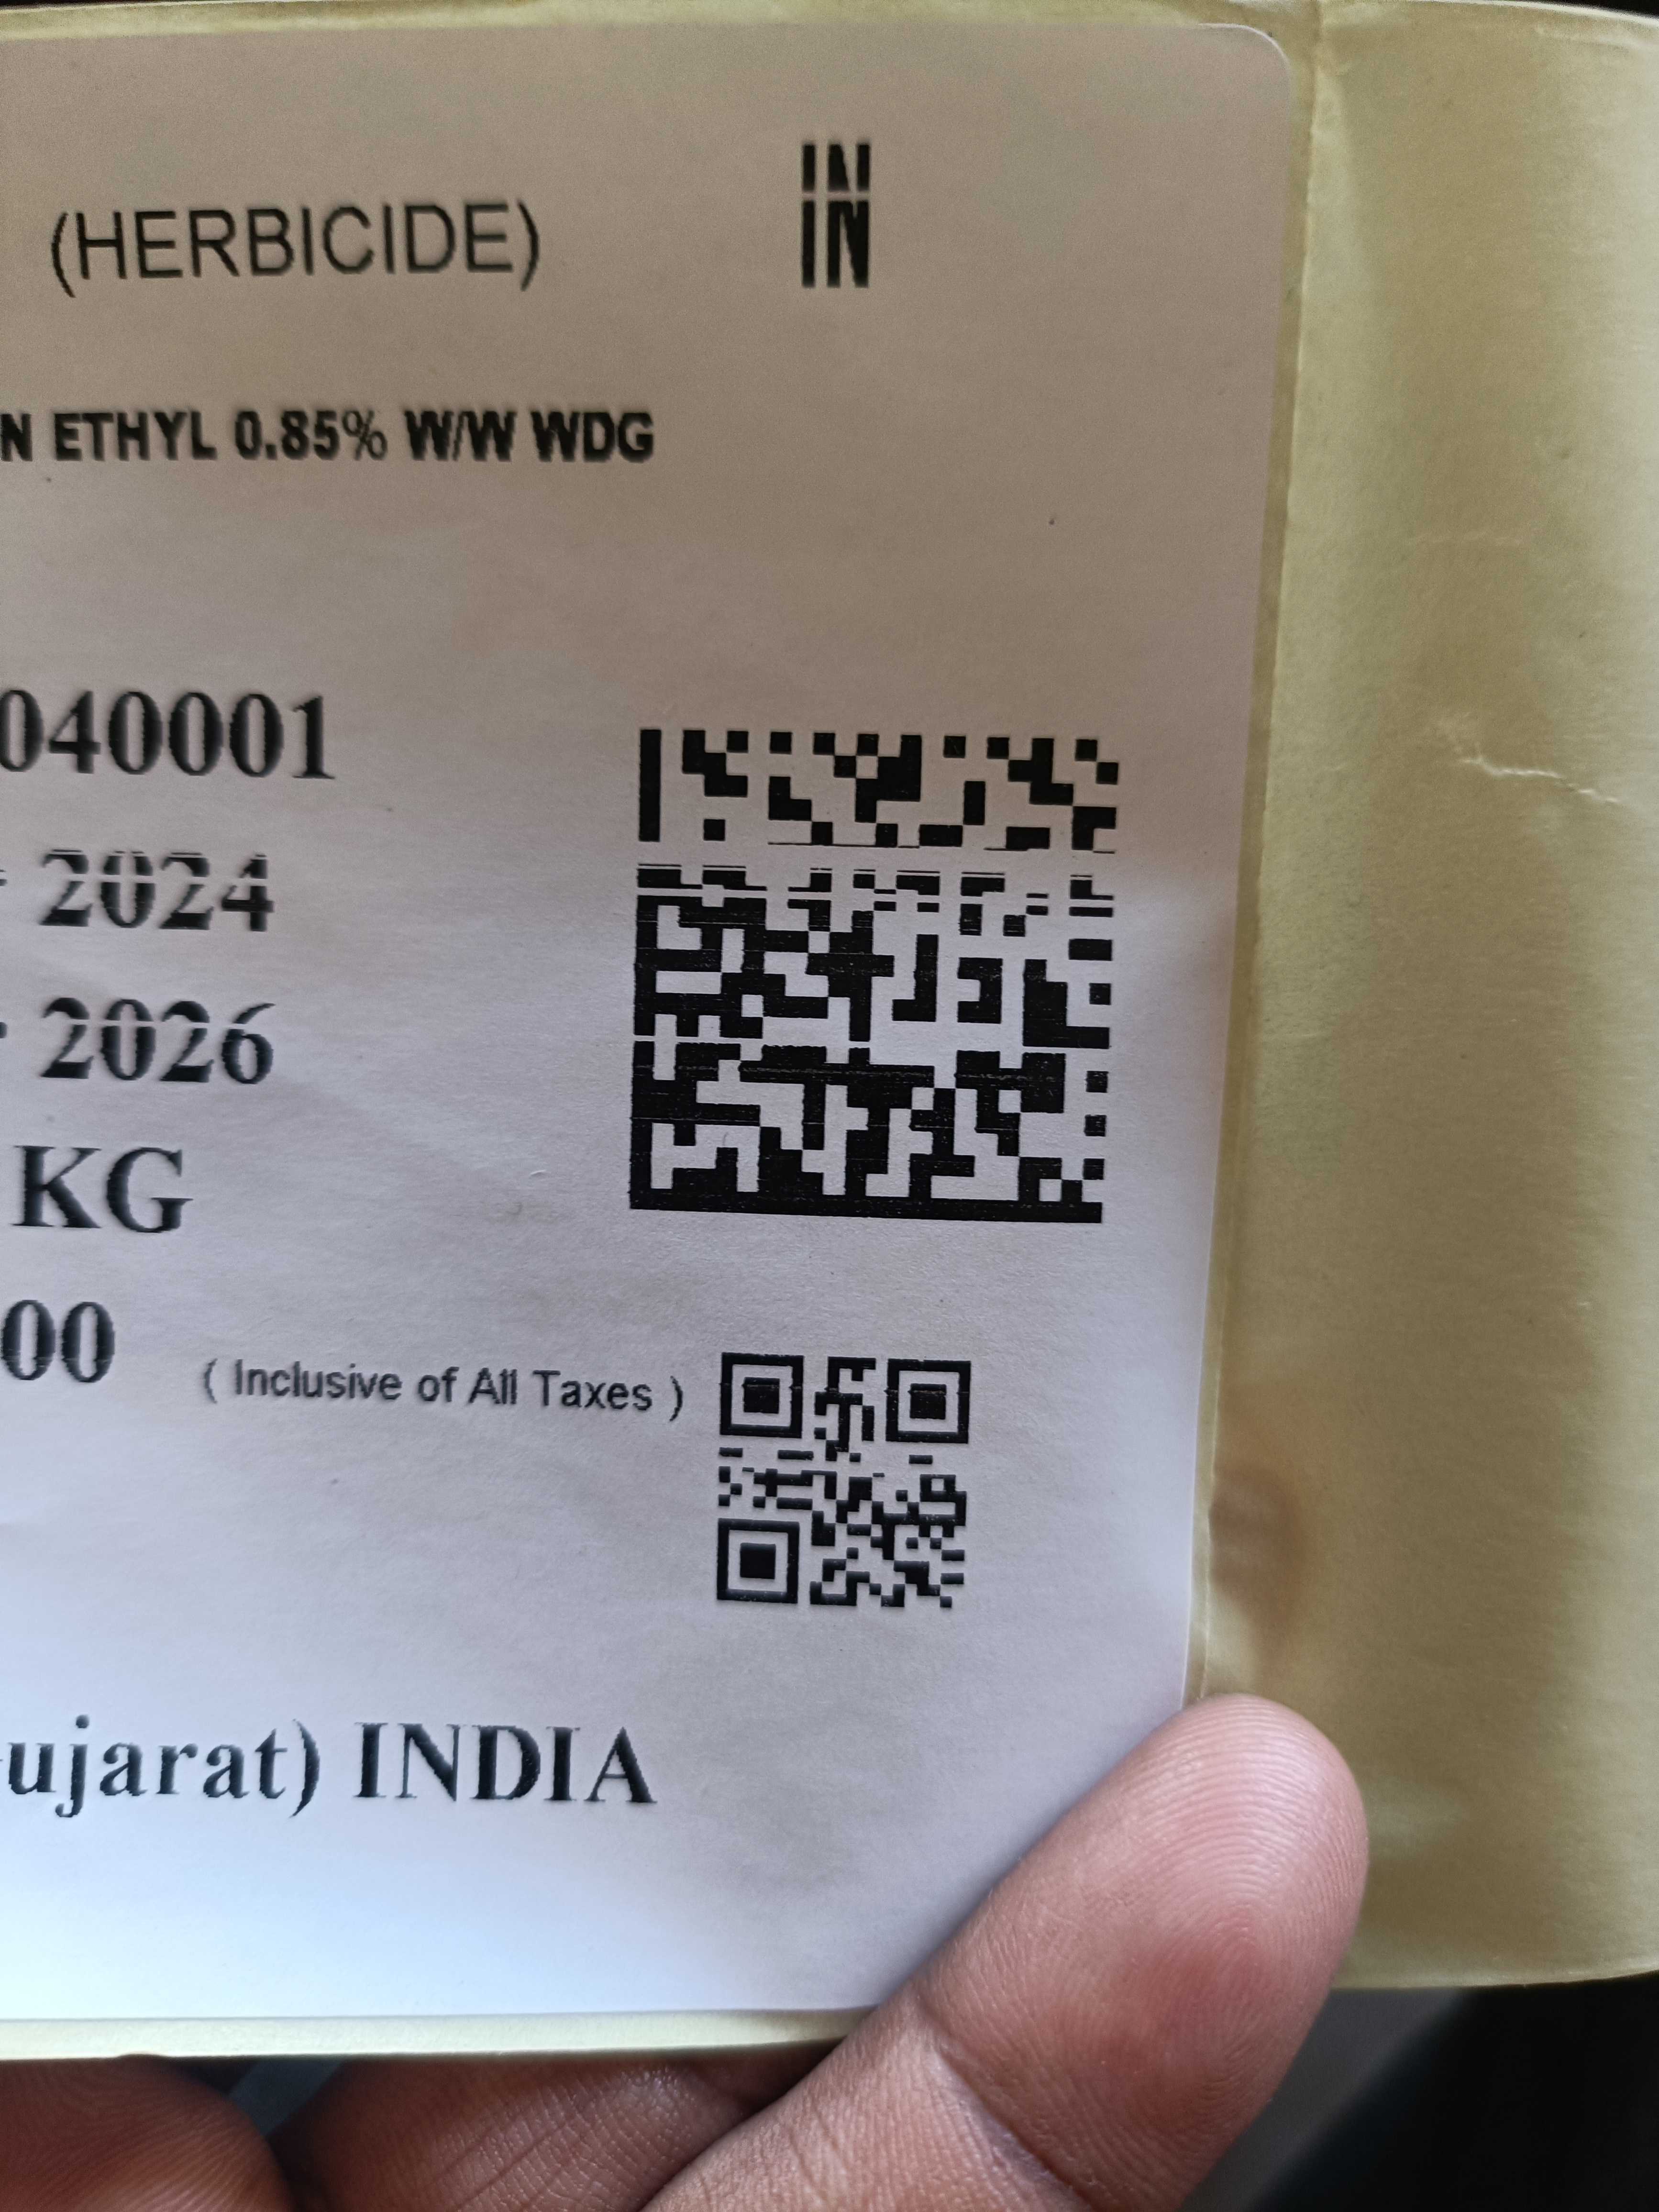 IN
(HERBICIDE) IN
N ETHYL 0.85% W/W WDG
040001
2024
2026
KG
00 ( Inclusive of All Taxes )
ujarat) INDIA